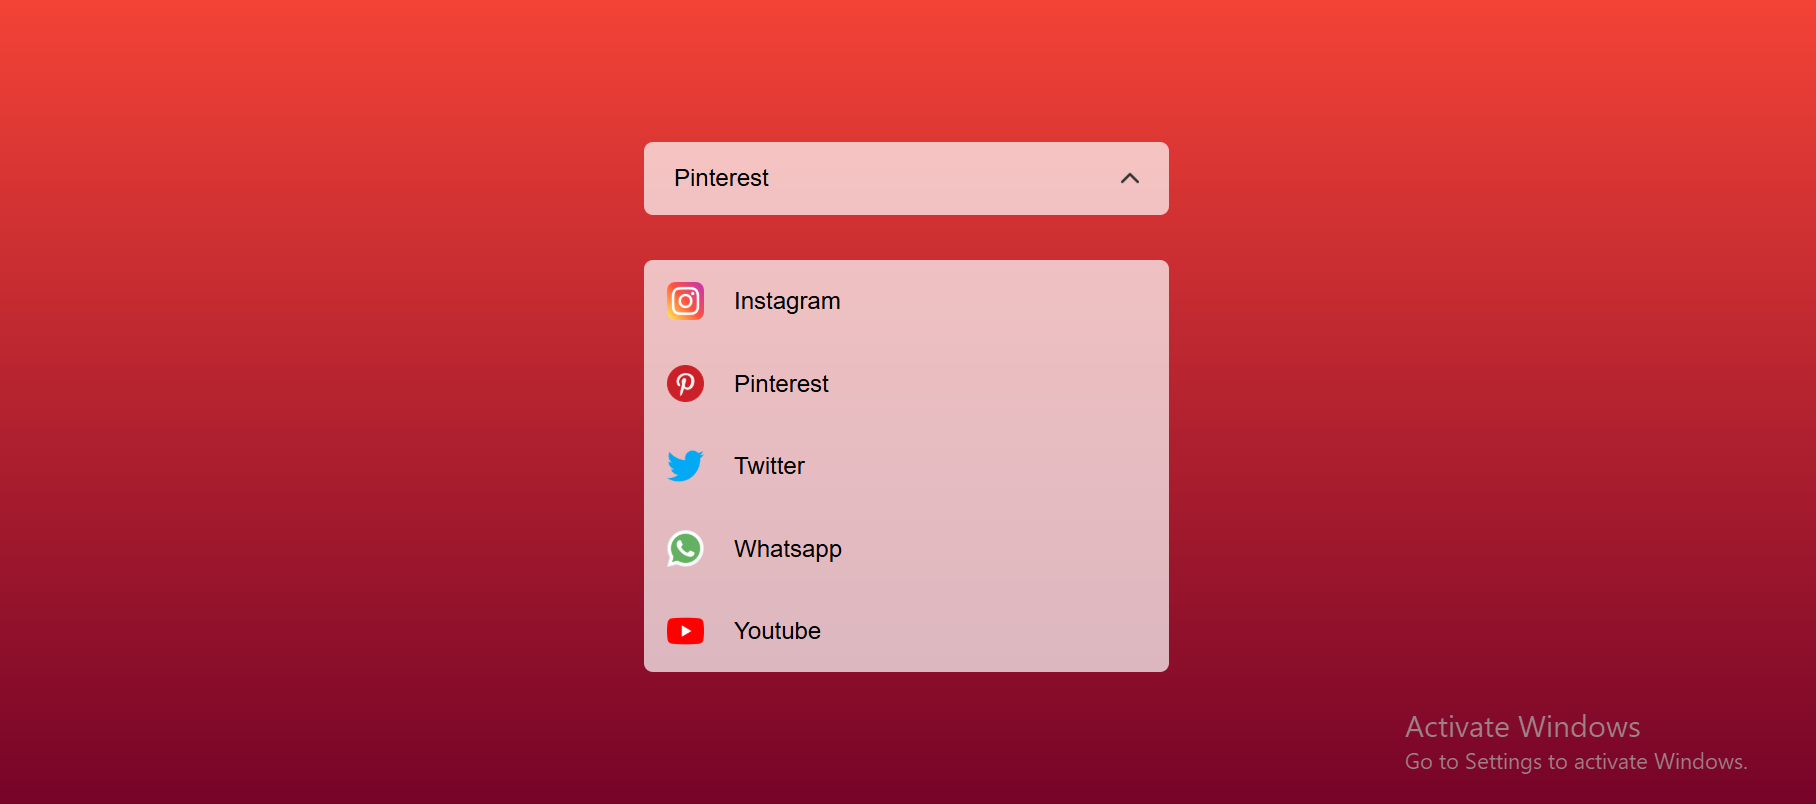 Pinterest
Instagram
Pinterest
Twitter
Whatsapp
Youtube
Activate Windows
Go to Settings to activate Windows.